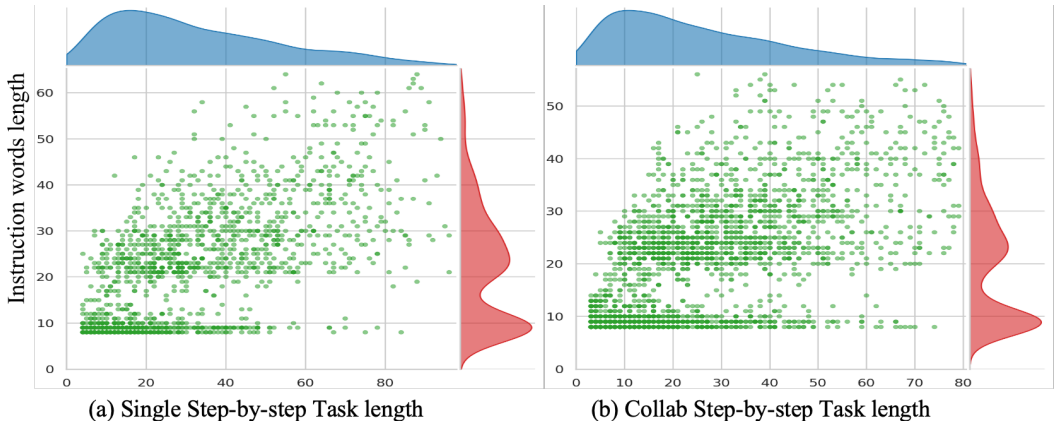 Instruction words length
60
50
40
30
20
10
0
0 20 40 60 80
(a) Single Step-by-step Task length
50
40
30
20
10
0
0 10 20 30 40 50 60 70 80
(b) Collab Step-by-step Task length